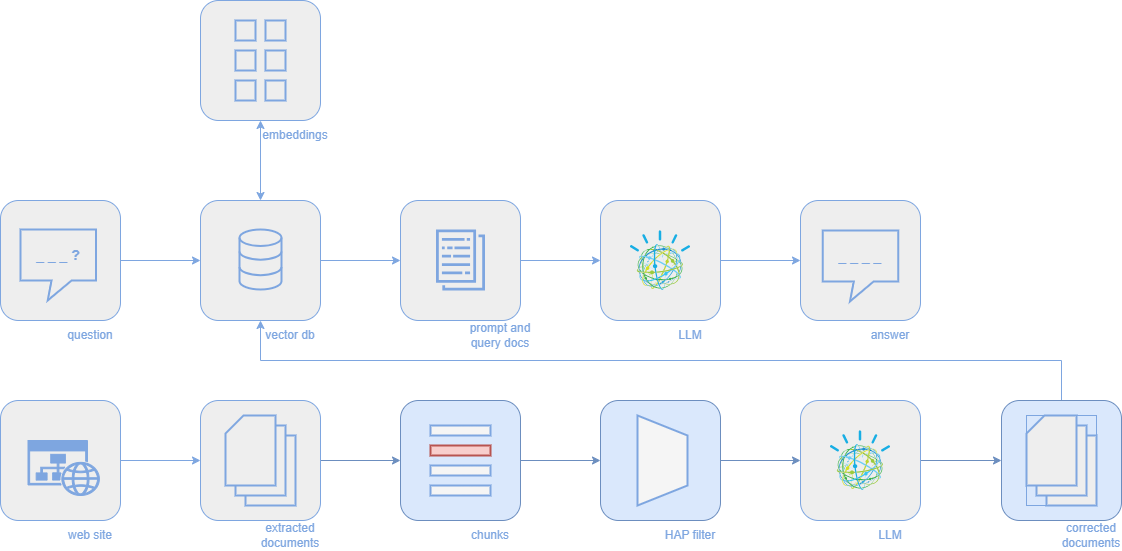 embeddings
_ _ _ ?
_ _ _ _
question
vector db
prompt and
query docs
LLM
answer
web site
extracted
documents
chunks
HAP filter
LLM
corrected
documents